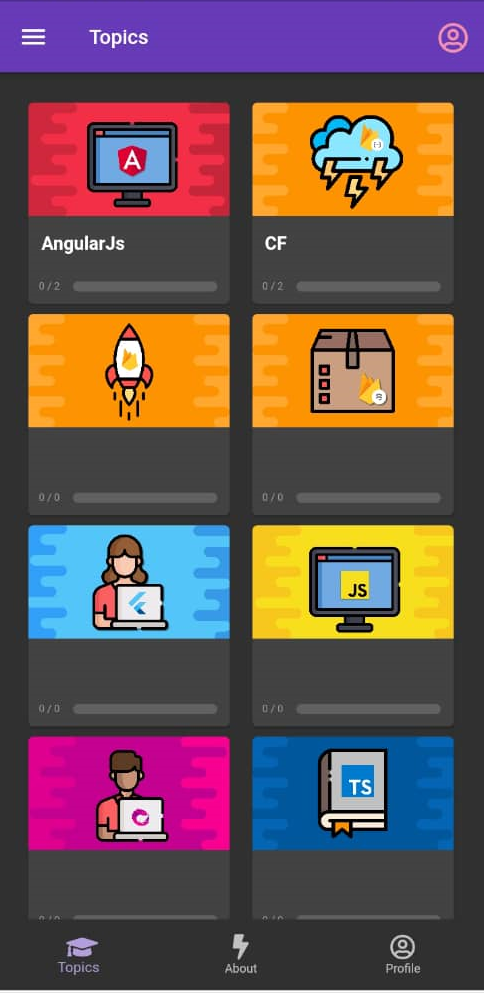 Topics
A
AngularJs
CF
0 / 2
0 / 2
0 / 0
0 / 0
JS
0 / 0
0 / 0
TS
Topics
About
Profile